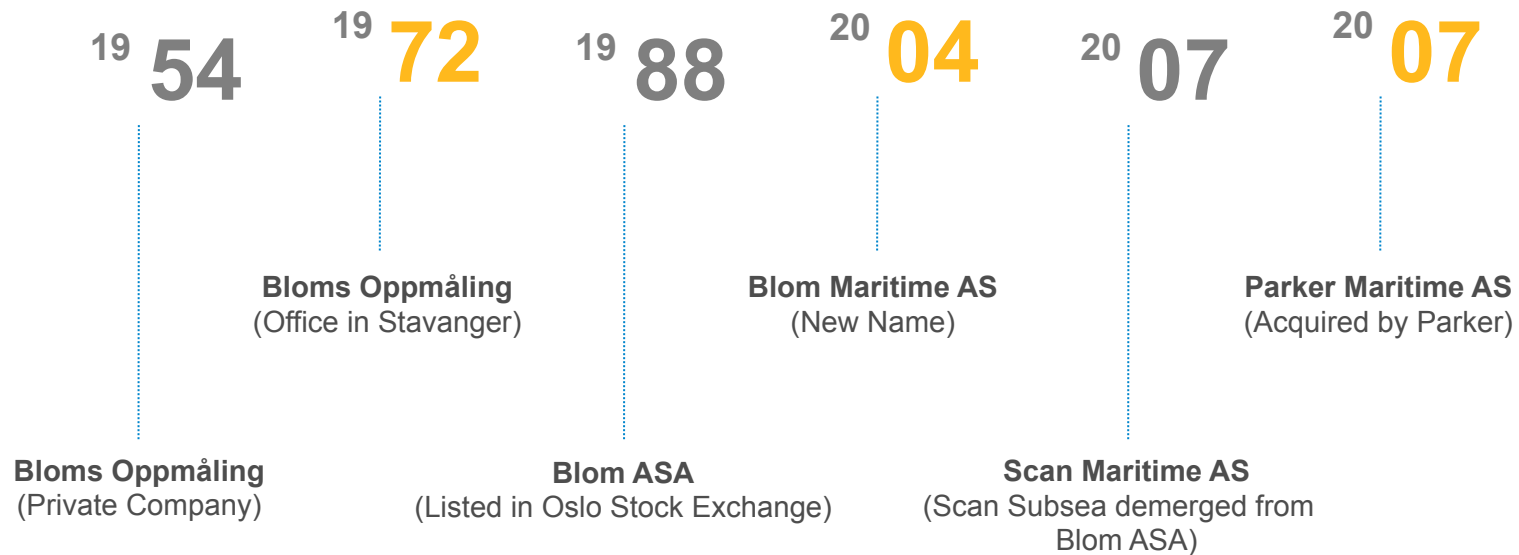 19 54
19 72
19 88
20 04
20 07
20 07
Bloms Oppmåling
(Office in Stavanger)
Blom Maritime AS
(New Name)
Parker Maritime AS
(Acquired by Parker)
Bloms Oppmåling
(Private Company)
Blom ASA
(Listed in Oslo Stock Exchange)
Scan Maritime AS
(Scan Subsea demerged from
Blom ASA)